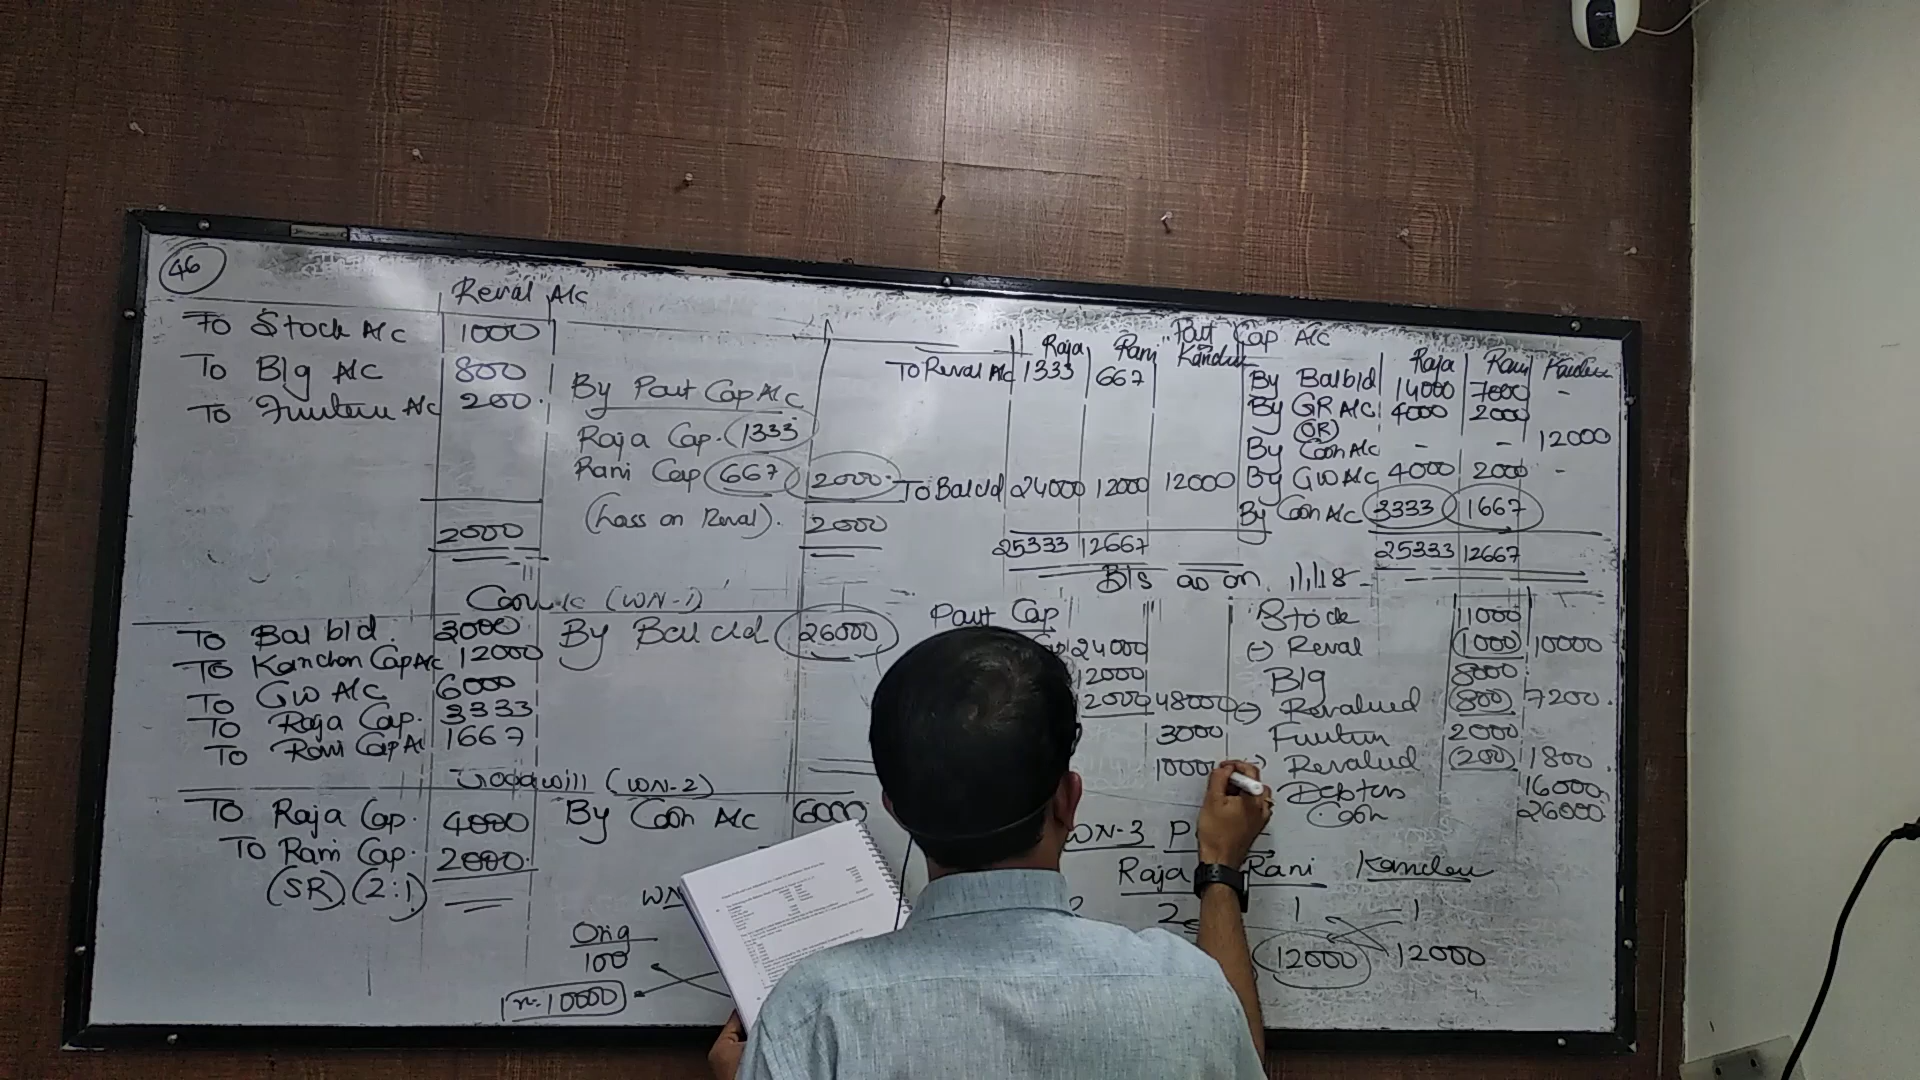 46
Reval A/c
To Stock A/c 1000
To Blg A/c 800
To Furniture A/c 200
By Part Cap A/c
Raja Cap. 1333
Rani Cap 667 2000
(Loss on Reval).
2000 2000
Part Cap A/c
Raja Rani Raja Rani
To Reval A/c 1333 667 By Bal b/d 14000 7000 -
By GR A/c 4000 2000
(OR)
By Cash A/c - - 12000
To Bal c/d 24000 12000 12000 By GW A/c 4000 2000 -
By Cash A/c 3333 1667
25333 12667 25333 12667
Cash A/c (WN-1)
To Bal b/d. 3000 By Bal c/d 26000
To Kanchan Cap A/c 12000
To GW A/c 6000
To Raja Cap. 3333
To Rani Cap A/c 1667
Goodwill (WN-2)
To Raja Cap. 4000 By Cash A/c 6000
To Rani Cap. 2000
(SR) (2:1)
B/s as on 1/1/18
Part Cap Stock 11000
24000 (-) Reval (1000) 10000
12000 Blg 8000
12000 48000 (-) Revalued (800) 7200
3000 Furniture 2000
10000 (-) Revalued (200) 1800
Debtors 16000
Cash 26000
WN-3
Raja Rani
2 1 1
12000 12000
WN
Orig
100
10000